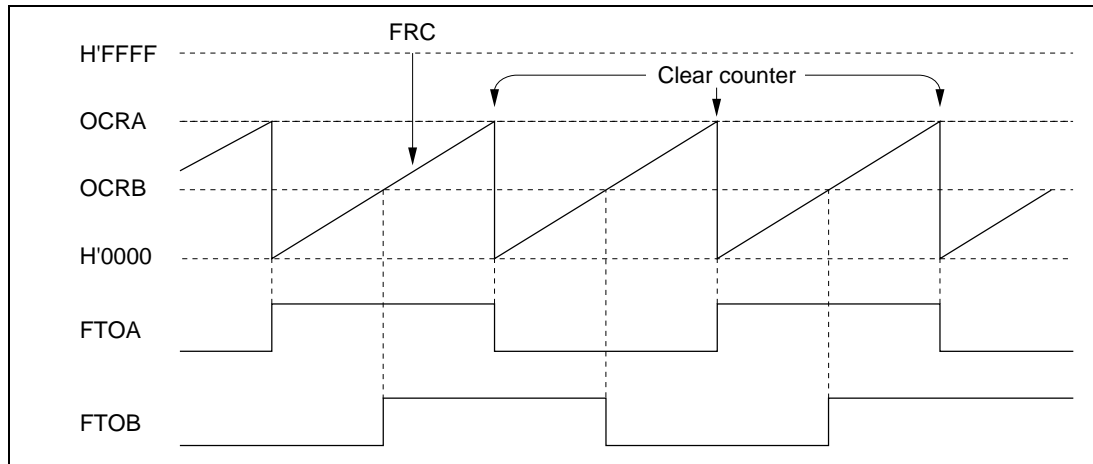 FRC
H'FFFF
Clear counter
OCRA
OCRB
H'0000
FTOA
FTOB